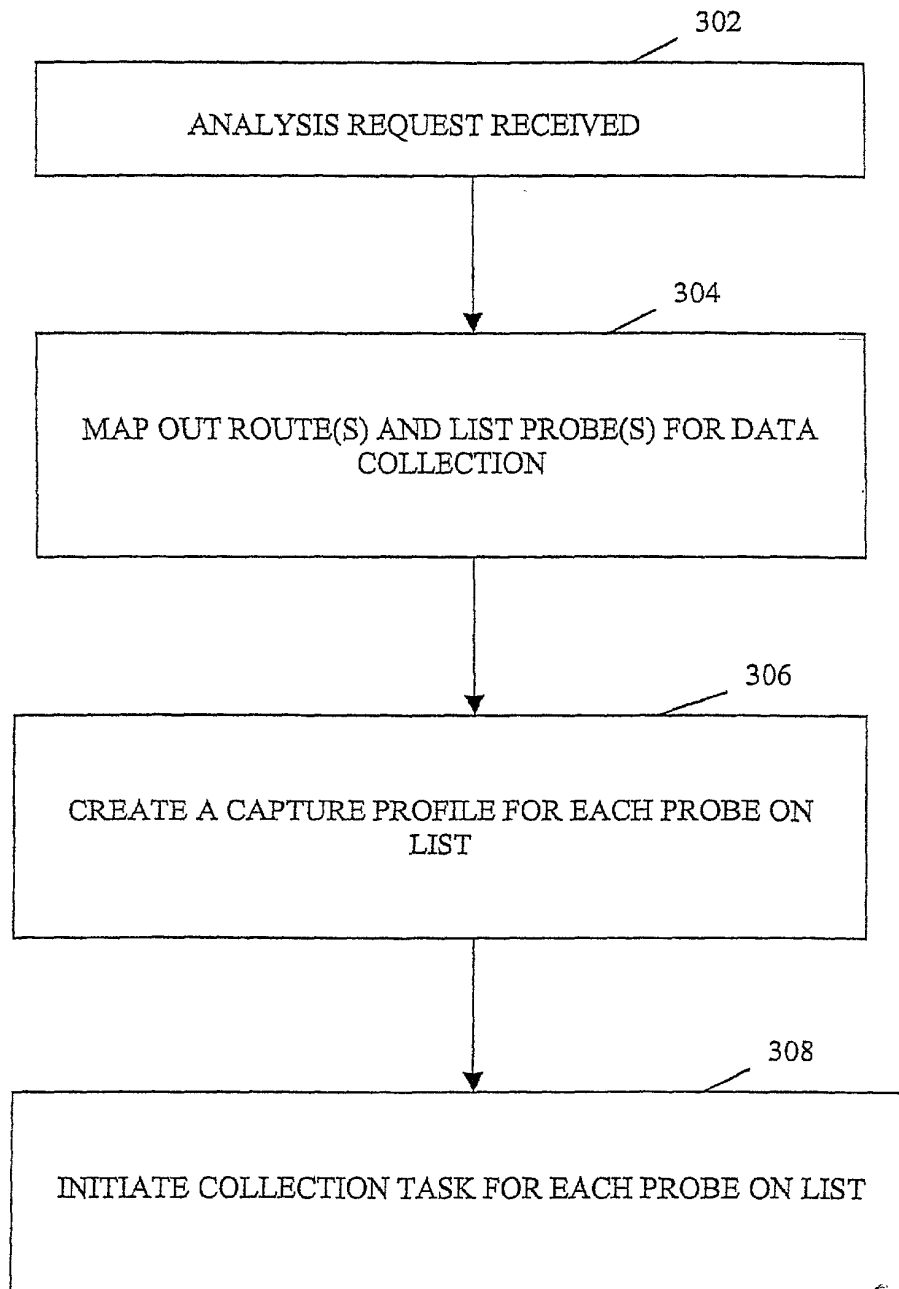 302
ANALYSIS REQUEST RECEIVED
304
MAP OUT ROUTE(S) AND LIST PROBE(S) FOR DATA
COLLECTION
306
CREATE A CAPTURE PROFILE FOR EACH PROBE ON
LIST
308
INITIATE COLLECTION TASK FOR EACH PROBE ON LIST